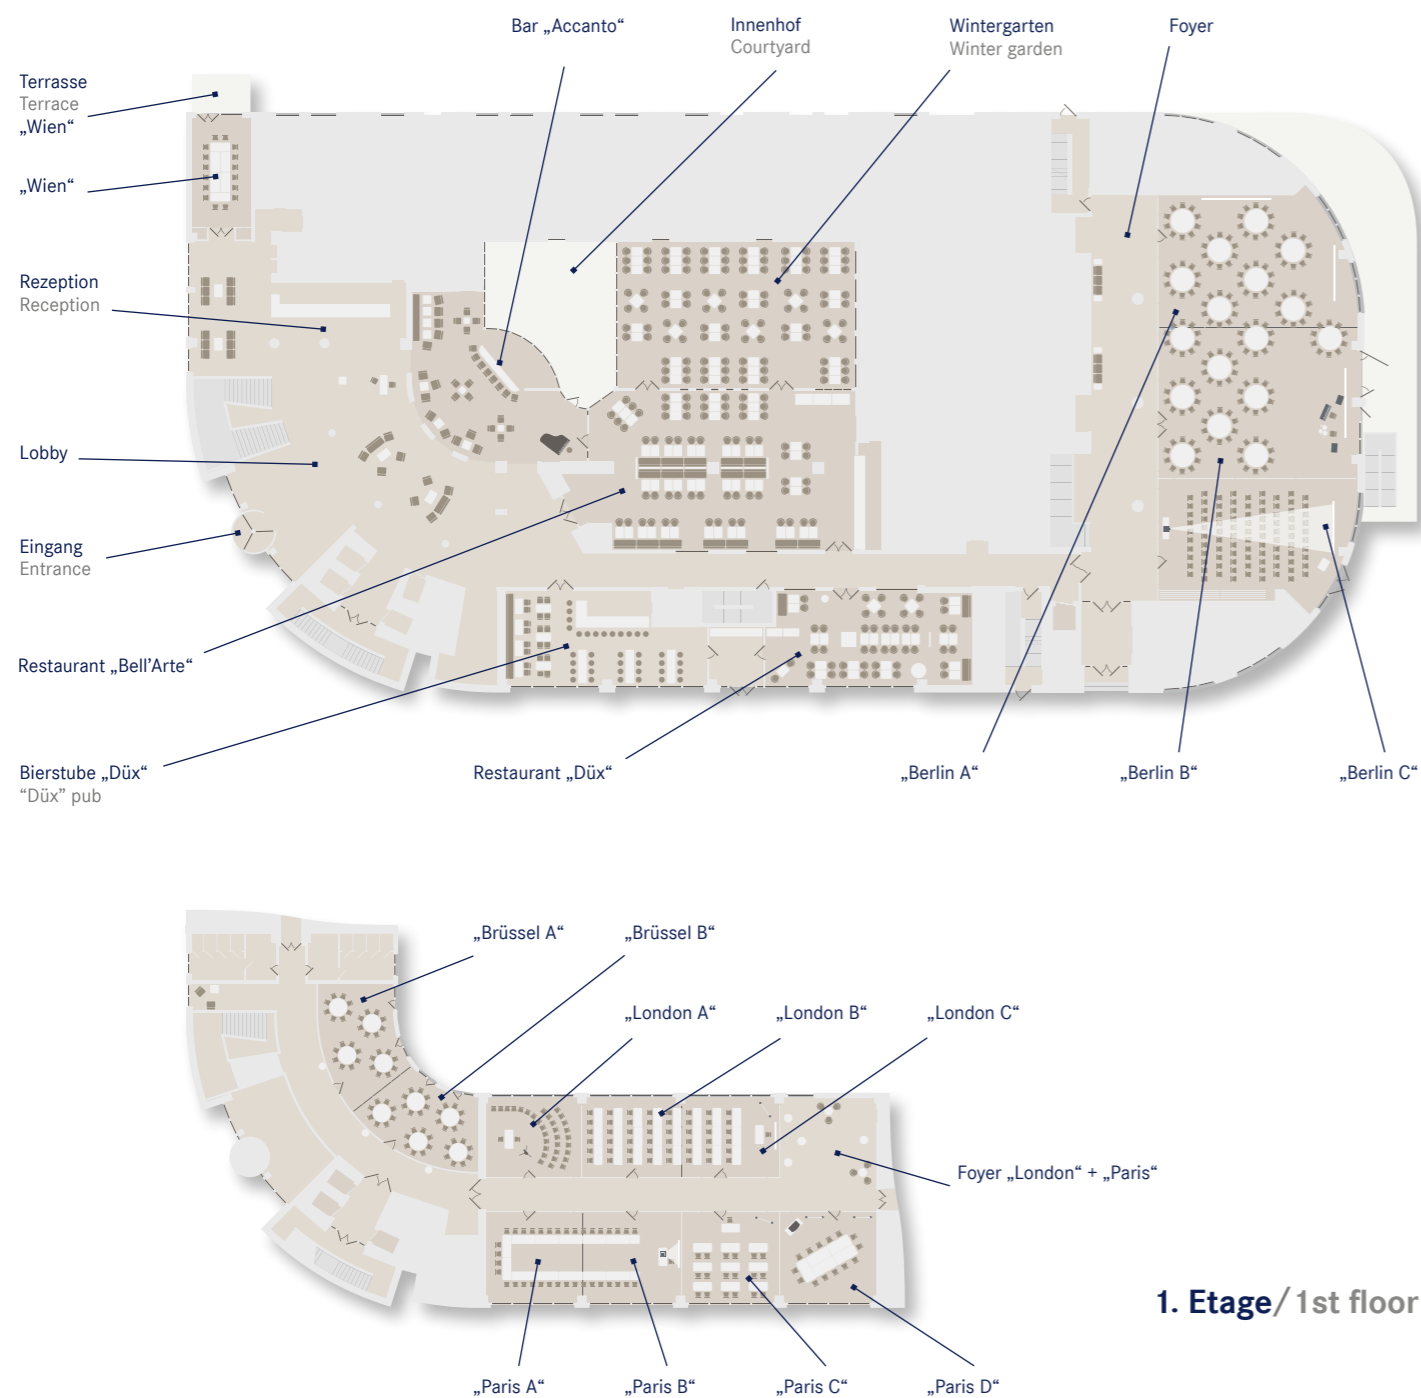 Bar „Accanto“
Innenhof
Courtyard
Wintergarten
Winter garden
Foyer
Terrasse
Terrace
„Wien“
„Wien“
Rezeption
Reception
Lobby
Eingang
Entrance
Restaurant „Bell’Arte“
Bierstube „Düx“
“Düx” pub
Restaurant „Düx“
„Berlin A“
„Berlin B“
„Berlin C“
„Brüssel A“
„Brüssel B“
„London A“
„London B“
„London C“
Foyer „London“ + „Paris“
1. Etage/1st floor
„Paris A“
„Paris B“
„Paris C“
„Paris D“